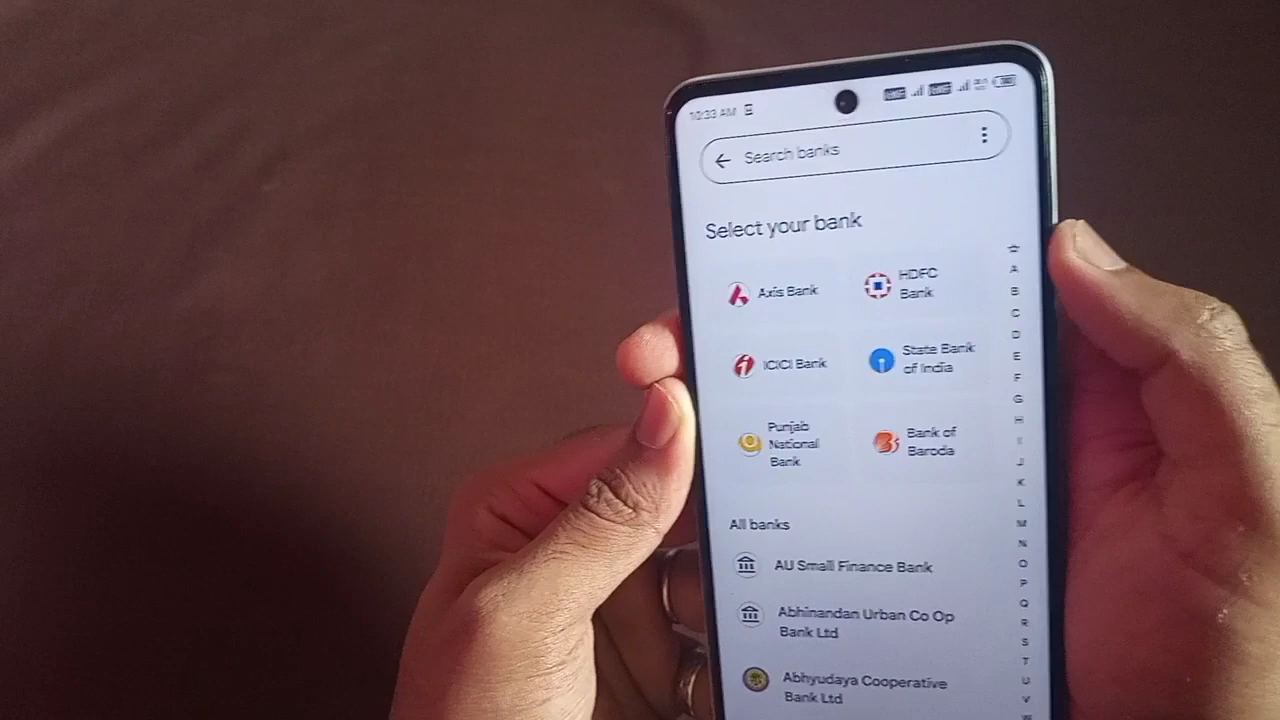 10:33 AM
Search banks
Select your bank
Axis Bank
HDFC
Bank
ICICI Bank
State Bank
of India
Punjab
National
Bank
Bank of
Baroda
All banks
AU Small Finance Bank
Abhinandan Urban Co Op
Bank Ltd
Abhyudaya Cooperative
Bank Ltd
A
B
C
D
E
F
G
H
I
J
K
L
M
N
O
P
Q
R
S
T
U
V
W